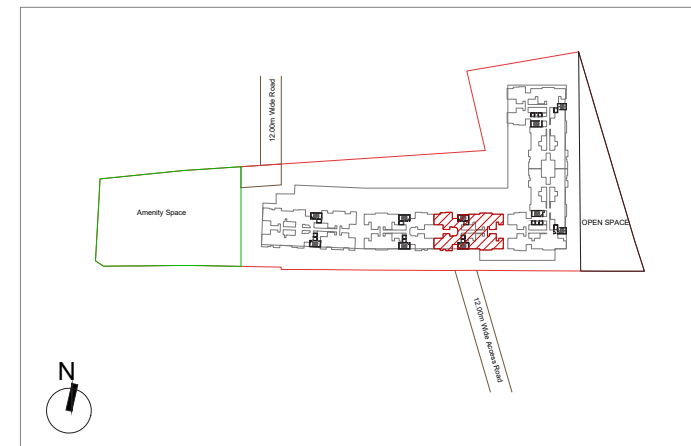 12.00m Wide Road
Amenity Space
OPEN SPACE
12.00m Wide Access Road
N